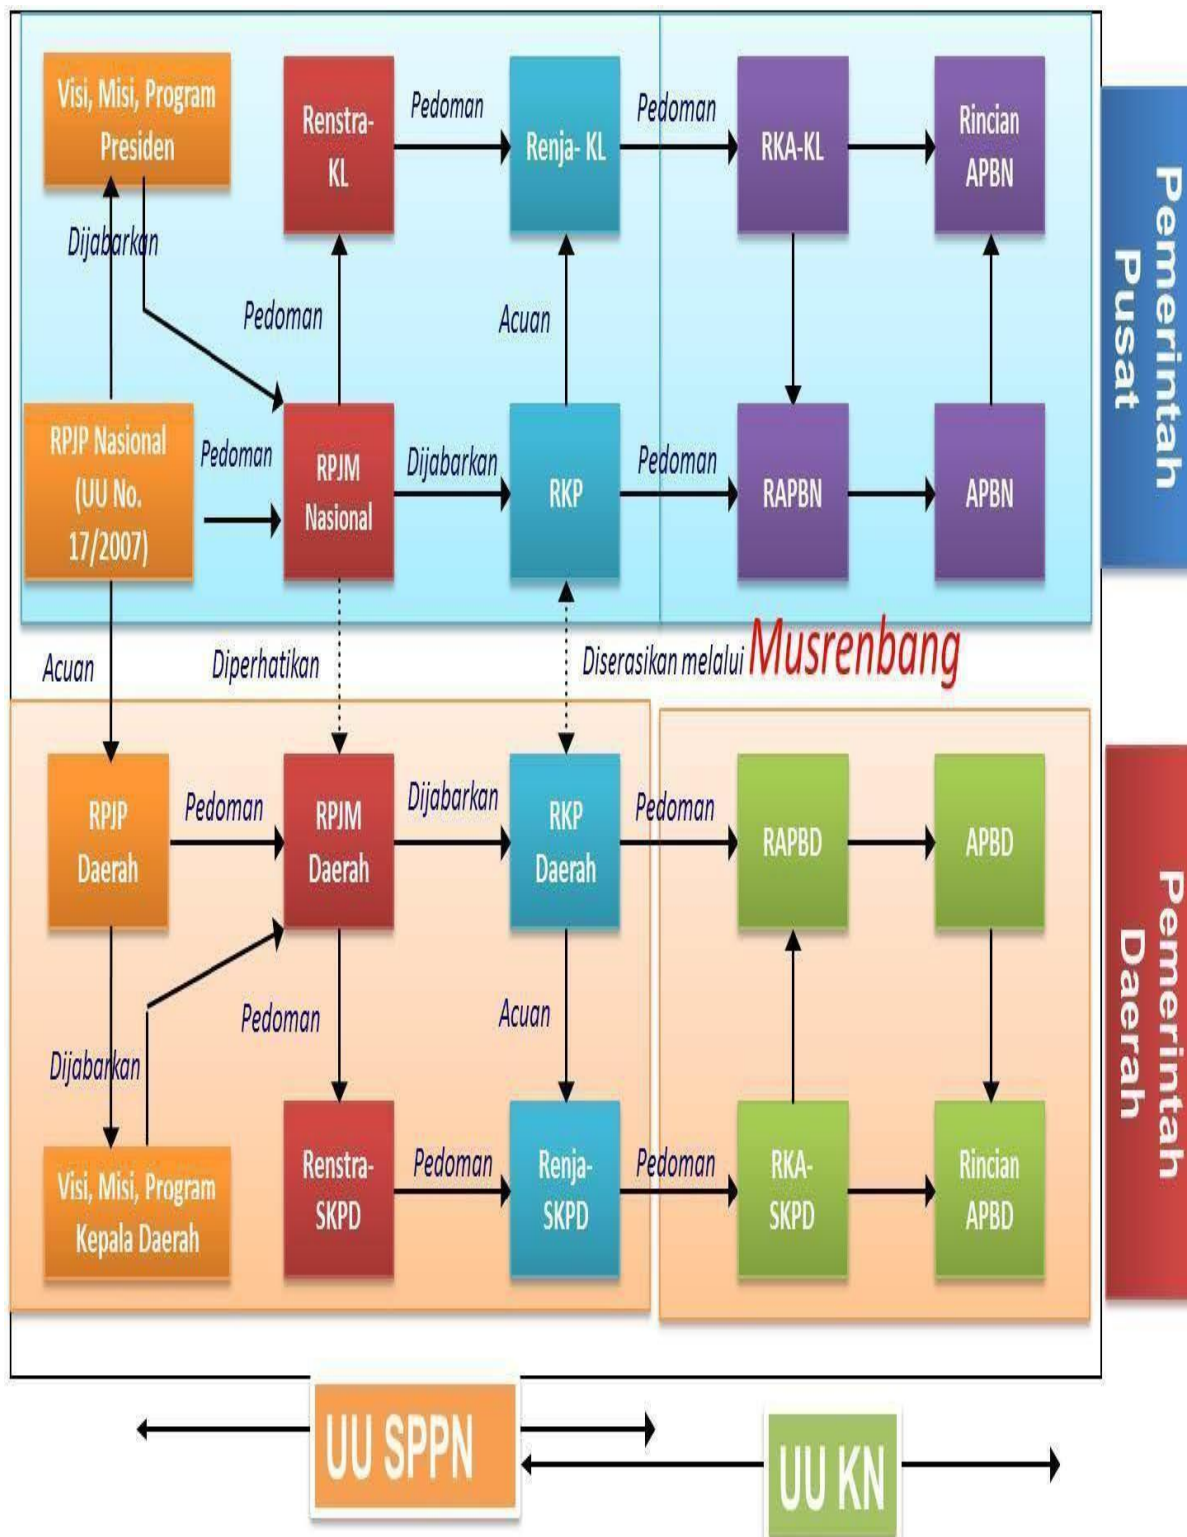 Visi, Misi, Program
Presiden
Renstra-
KL
Pedoman
Renja- KL
Pedoman
RKA-KL
Rincian
APBN
Dijabarkan
Pedoman
Acuan
RPJP Nasional
(UU No.
17/2007)
Pedoman
RPJM
Nasional
Dijabarkan
RKP
Pedoman
RAPBN
APBN
Pemerintah
Pusat
Acuan
Diperhatikan
Diserasikan melalui Musrenbang
RPJP
Daerah
Pedoman
RPJM
Daerah
Dijabarkan
RKP
Daerah
Pedoman
RAPBD
APBD
Dijabarkan
Pedoman
Acuan
Visi, Misi, Program
Kepala Daerah
Renstra-
SKPD
Pedoman
Renja-
SKPD
Pedoman
RKA-
SKPD
Rincian
APBD
Pemerintah
Daerah
UU SPPN
UU KN